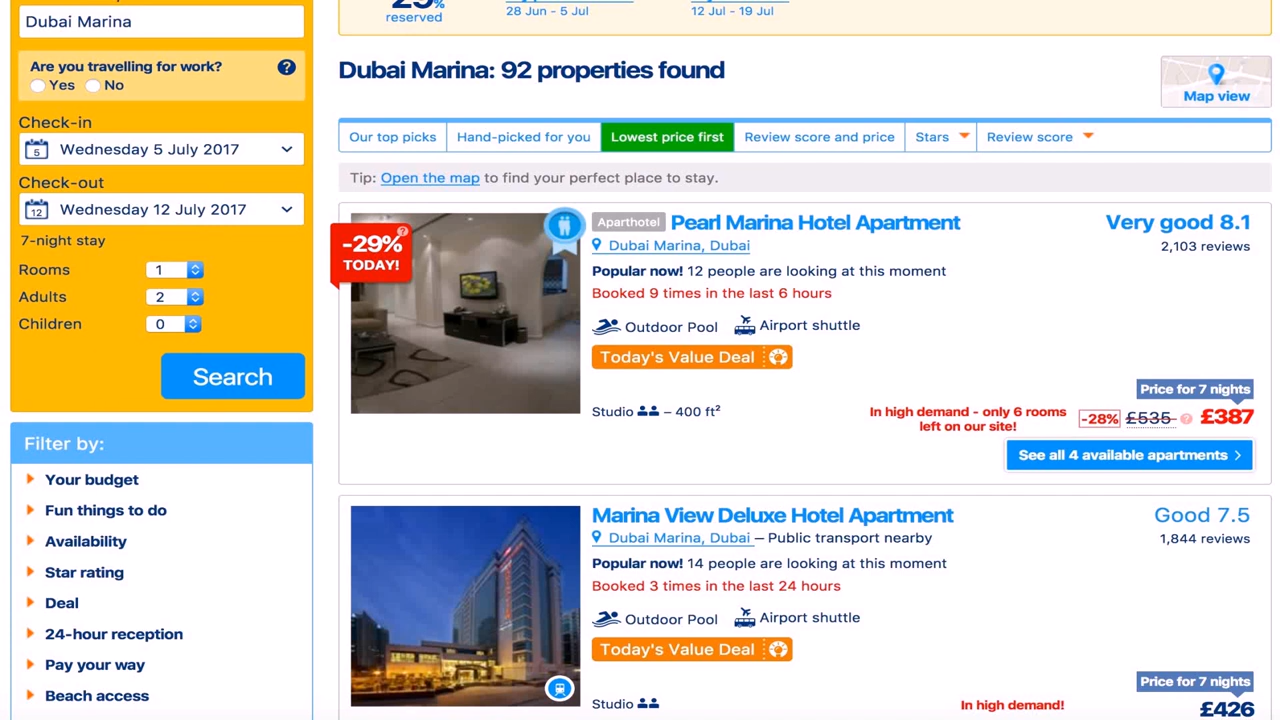 Dubai Marina
Are you travelling for work?
Yes No
Check-in
5 Wednesday 5 July 2017
Check-out
12 Wednesday 12 July 2017
7-night stay
Rooms 1
Adults 2
Children 0
Search
Filter by:
Your budget
Fun things to do
Availability
Star rating
Deal
24-hour reception
Pay your way
Beach access
reserved
28 Jun - 5 Jul
12 Jul - 19 Jul
Dubai Marina: 92 properties found
Map view
Our top picks Hand-picked for you Lowest price first Review score and price Stars Review score
Tip: Open the map to find your perfect place to stay.
-29%
TODAY!
Aparthotel Pearl Marina Hotel Apartment
Very good 8.1
Dubai Marina, Dubai
2,103 reviews
Popular now! 12 people are looking at this moment
Booked 9 times in the last 6 hours
Outdoor Pool Airport shuttle
Today's Value Deal
Price for 7 nights
Studio – 400 ft²
In high demand - only 6 rooms
left on our site!
-28% £535 £387
See all 4 available apartments
Marina View Deluxe Hotel Apartment
Good 7.5
Dubai Marina, Dubai – Public transport nearby
1,844 reviews
Popular now! 14 people are looking at this moment
Booked 3 times in the last 24 hours
Outdoor Pool Airport shuttle
Today's Value Deal
Price for 7 nights
Studio
In high demand!
£426